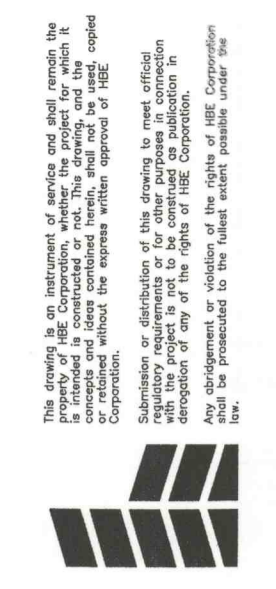 This drawing is an instrument of service and shall remain the
property of HBE Corporation, whether the project for which it
is intended is constructed or not. This drawing, and the
concepts and ideas contained herein, shall not be used, copied
or retained without the express written approval of HBE
Corporation.
Submission or distribution of this drawing to meet official
regulatory requirements or for other purposes in connection
with the project is not to be construed as publication in
derogation of any of the rights of HBE Corporation.
Any abridgement or violation of the rights of HBE Corporation
shall be prosecuted to the fullest extent possible under the
law.